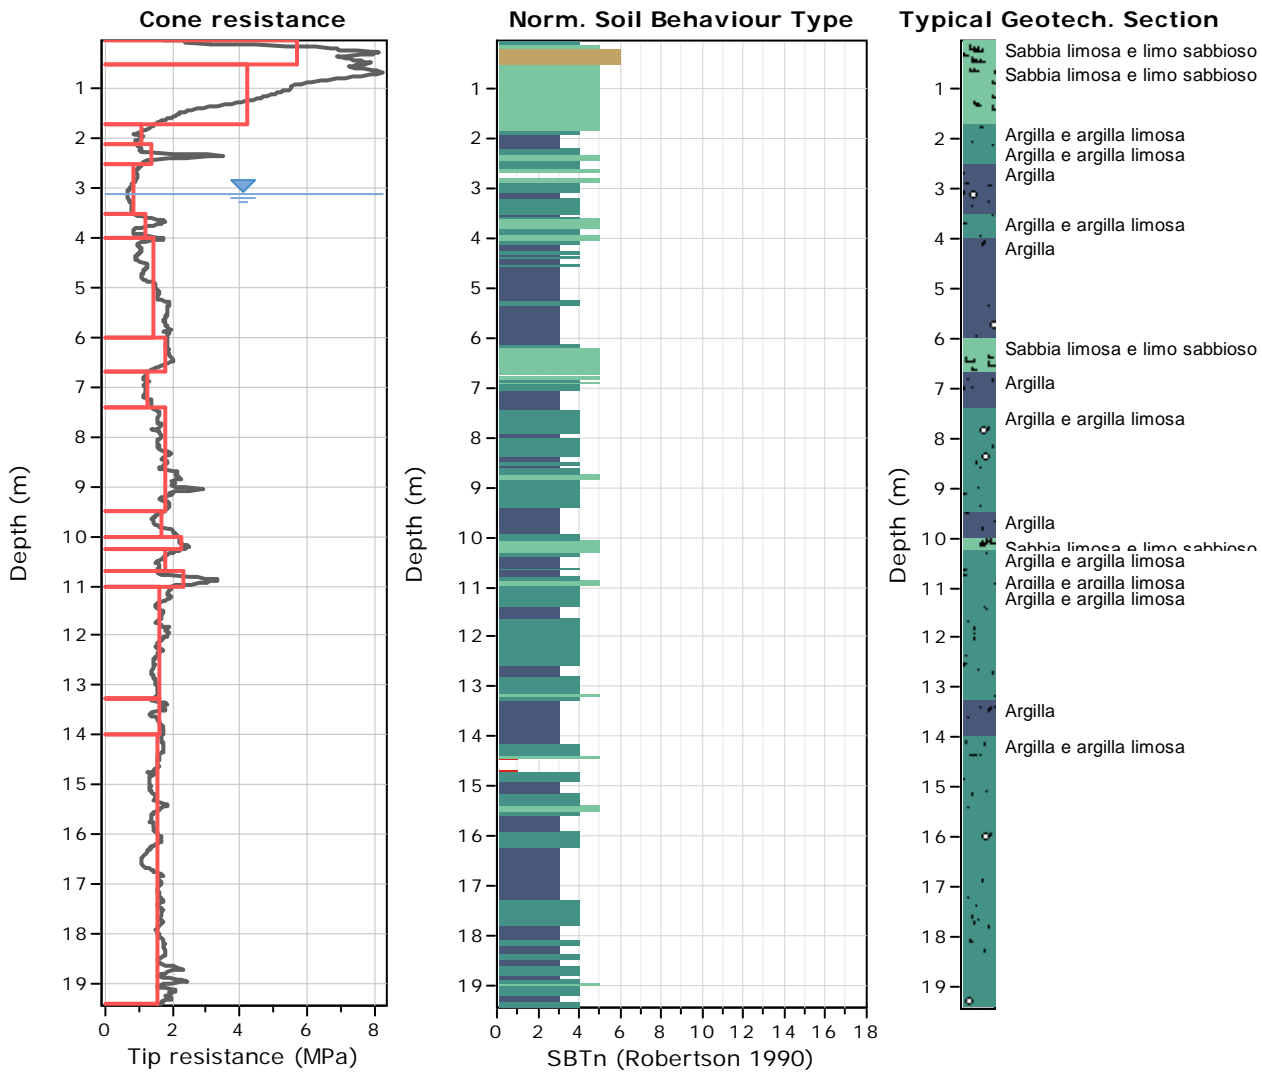 Cone resistance
Norm. Soil Behaviour Type
Typical Geotech. Section
1
2
3
4
5
6
7
8
9
10
11
12
13
14
15
16
17
18
19
Depth (m)
0
2
4
6
8
Tip resistance (MPa)
1
2
3
4
5
6
7
8
9
10
11
12
13
14
15
16
17
18
19
Depth (m)
0
2
4
6
8
10
12
14
16
18
SBTn (Robertson 1990)
1
2
3
4
5
6
7
8
9
10
11
12
13
14
15
16
17
18
19
Depth (m)
Sabbia limosa e limo sabbioso
Sabbia limosa e limo sabbioso
Argilla e argilla limosa
Argilla e argilla limosa
Argilla
Argilla e argilla limosa
Argilla
Sabbia limosa e limo sabbioso
Argilla
Argilla e argilla limosa
Argilla
Sabbia limosa e limo sabbioso
Argilla e argilla limosa
Argilla e argilla limosa
Argilla e argilla limosa
Argilla
Argilla e argilla limosa